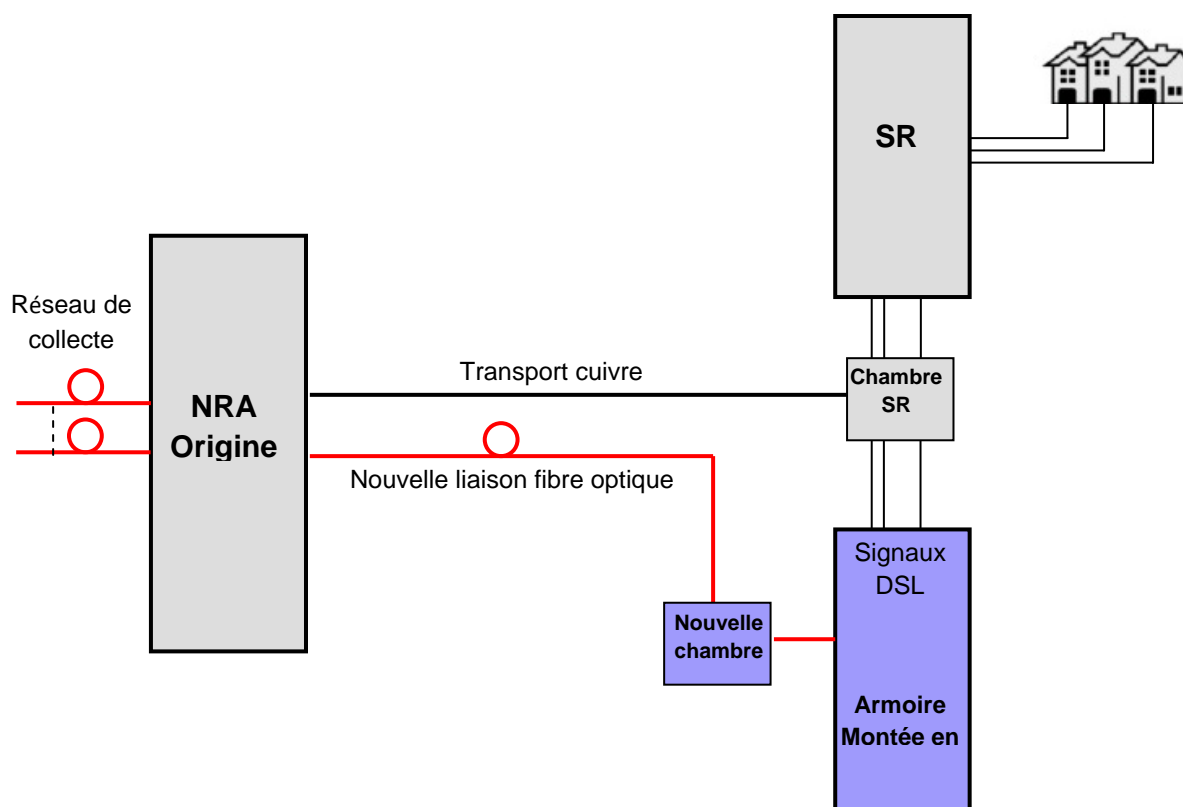 SR
Réseau de
collecte
NRA
Origine
Transport cuivre
Chambre
SR
Nouvelle liaison fibre optique
Signaux
DSL
Nouvelle
chambre
Armoire
Montée en